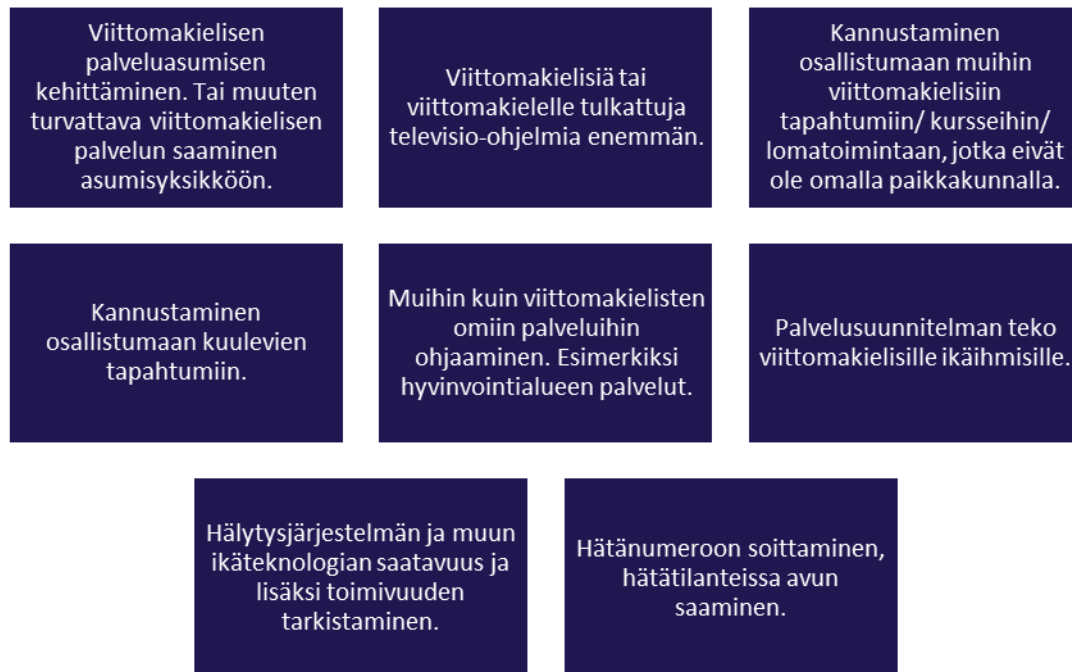 Viittomakielisen
palveluasumisen
kehittäminen. Tai muuten
turvattava viittomakielisen
palvelun saaminen
asumisyksikköön.
Viittomakielisiä tai
viittomakielelle tulkattuja
televisio-ohjelmia enemmän.
Kannustaminen
osallistumaan muihin
viittomakielisiin
tapahtumiin/ kursseihin/
lomatoimintaan, jotka eivät
ole omalla paikkakunnalla.
Kannustaminen
osallistumaan kuulevien
tapahtumiin.
Muihin kuin viittomakielisten
omiin palveluihin
ohjaaminen. Esimerkiksi
hyvinvointialueen palvelut.
Palvelusuunnitelman teko
viittomakielisille ikäihmisille.
Hälytysjärjestelmän ja muun
ikäteknologian saatavuus ja
lisäksi toimivuuden
tarkistaminen.
Hätänumeroon soittaminen,
hätätilanteissa avun
saaminen.